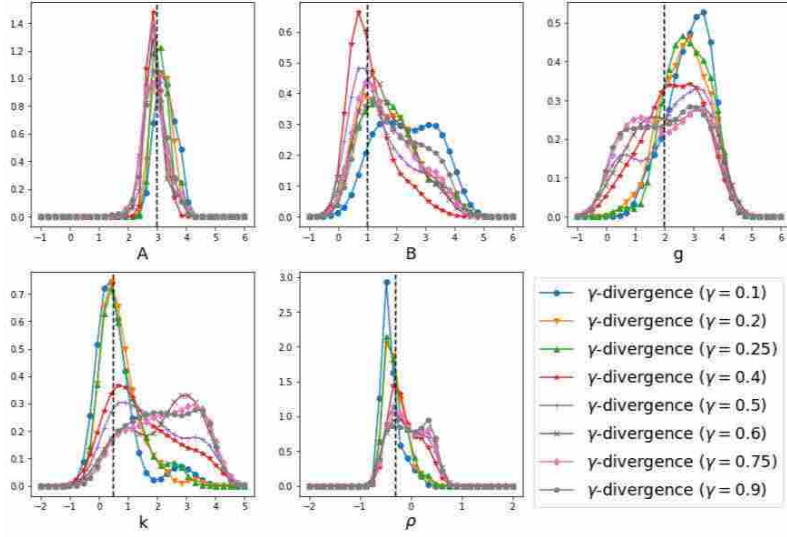 1.4
1.2
1.0
0.8
0.6
0.4
0.2
0.0
−1 0 1 2 3 4 5 6
A
0.6
0.5
0.4
0.3
0.2
0.1
0.0
−1 0 1 2 3 4 5 6
B
0.5
0.4
0.3
0.2
0.1
0.0
−1 0 1 2 3 4 5 6
g
0.7
0.6
0.5
0.4
0.3
0.2
0.1
0.0
−2 −1 0 1 2 3 4 5
k
3.0
2.5
2.0
1.5
1.0
0.5
0.0
−2 −1 0 1 2
ρ
γ-divergence (γ = 0.1)
γ-divergence (γ = 0.2)
γ-divergence (γ = 0.25)
γ-divergence (γ = 0.4)
γ-divergence (γ = 0.5)
γ-divergence (γ = 0.6)
γ-divergence (γ = 0.75)
γ-divergence (γ = 0.9)